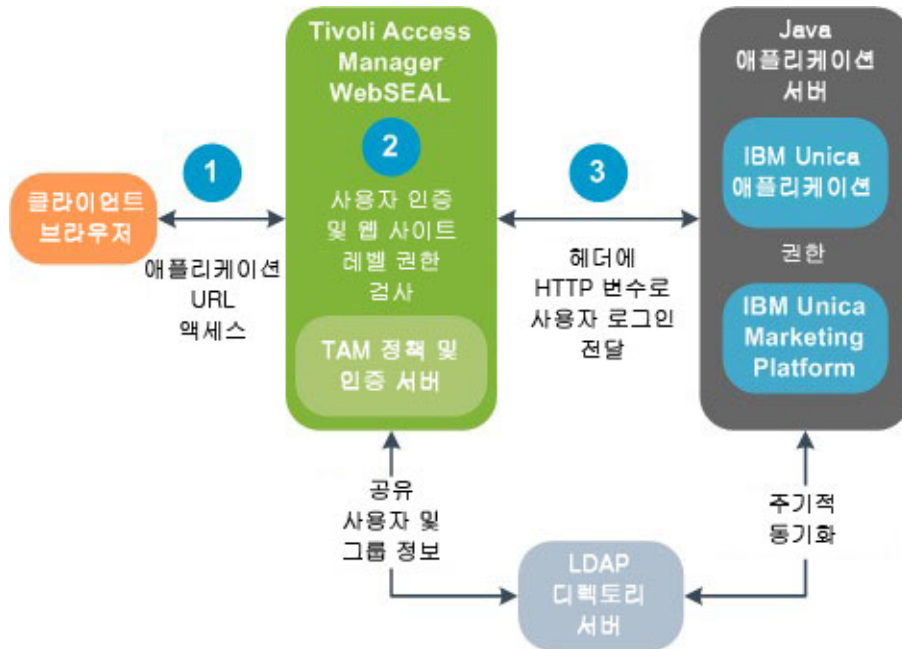 1
클라이언트
브라우저
애플리케이션
URL
액세스
Tivoli Access
Manager
WebSEAL
2
사용자 인증
및 웹 사이트
레벨 권한
검사
TAM 정책 및
인증 서버
3
헤더에
HTTP 변수로
사용자 로그인
전달
Java
애플리케이션
서버
IBM Unica
애플리케이션
권한
IBM Unica
Marketing
Platform
공유
사용자 및
그룹 정보
주기적
동기화
LDAP
디렉토리
서버